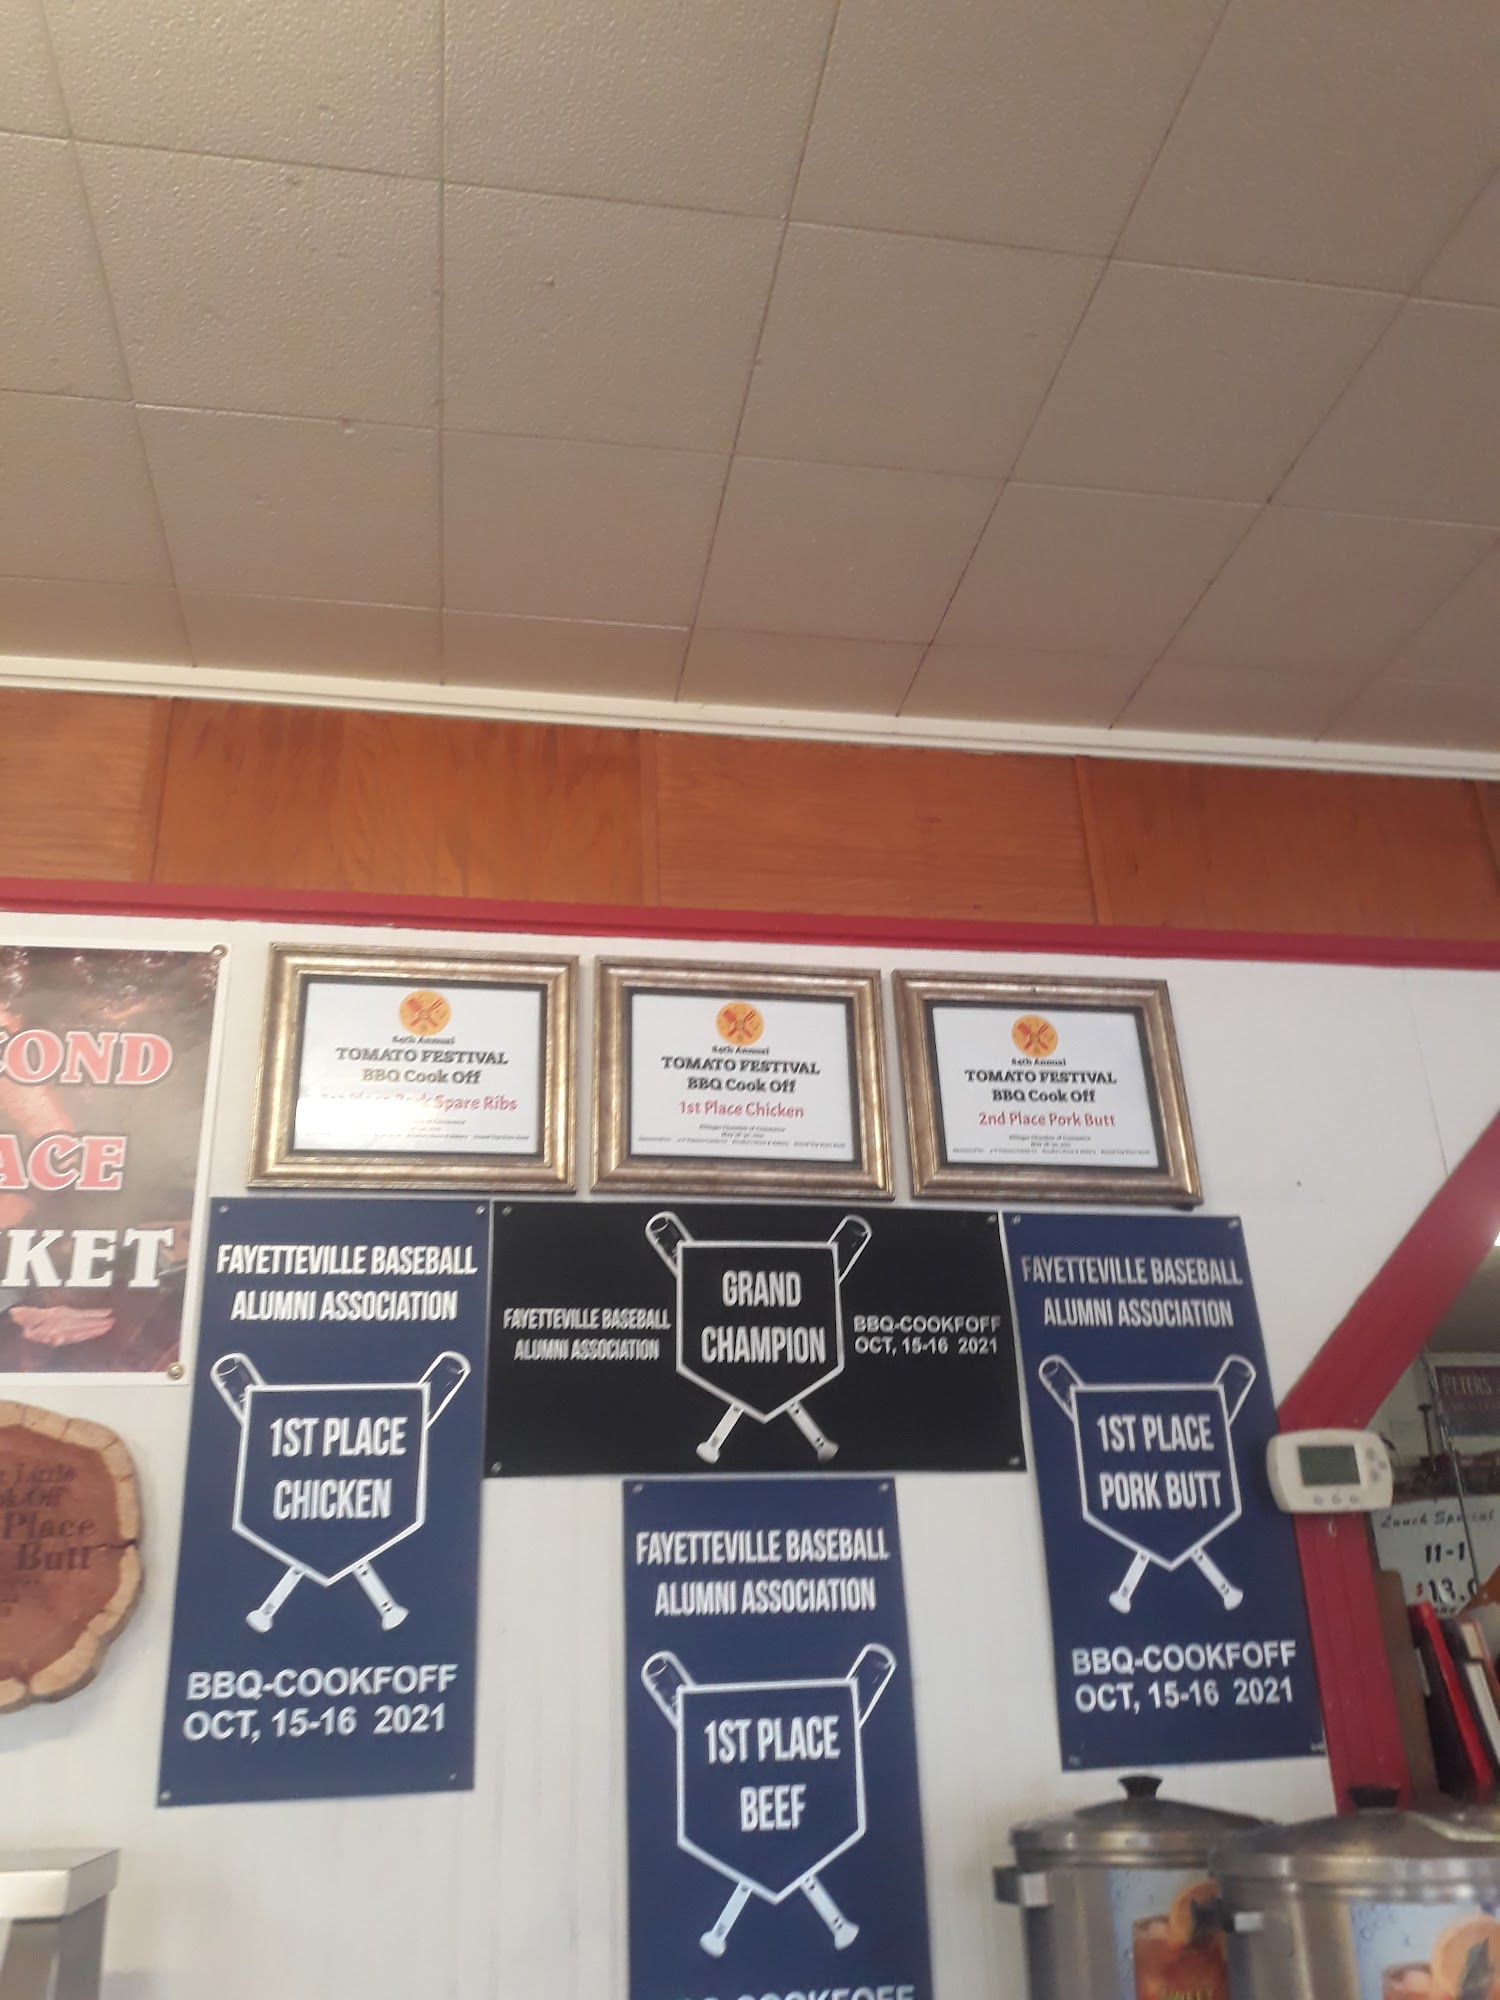 COND
ACE
KET
64th Annual
TOMATO FESTIVAL
BBQ Cook Off
Spare Ribs
64th Annual
TOMATO FESTIVAL
BBQ Cook Off
1st Place Chicken
64th Annual
TOMATO FESTIVAL
BBQ Cook Off
2nd Place Pork Butt
FAYETTEVILLE BASEBALL
ALUMNI ASSOCIATION
1ST PLACE
CHICKEN
BBQ-COOKFOFF
OCT, 15-16 2021
FAYETTEVILLE BASEBALL
ALUMNI ASSOCIATION
GRAND
CHAMPION
BBQ-COOKFOFF
OCT, 15-16 2021
FAYETTEVILLE BASEBALL
ALUMNI ASSOCIATION
1ST PLACE
PORK BUTT
BBQ-COOKFOFF
OCT, 15-16 2021
FAYETTEVILLE BASEBALL
ALUMNI ASSOCIATION
1ST PLACE
BEEF
COOKFOFF
Little
Place
Butt
PETERS
Lunch Special
11-1